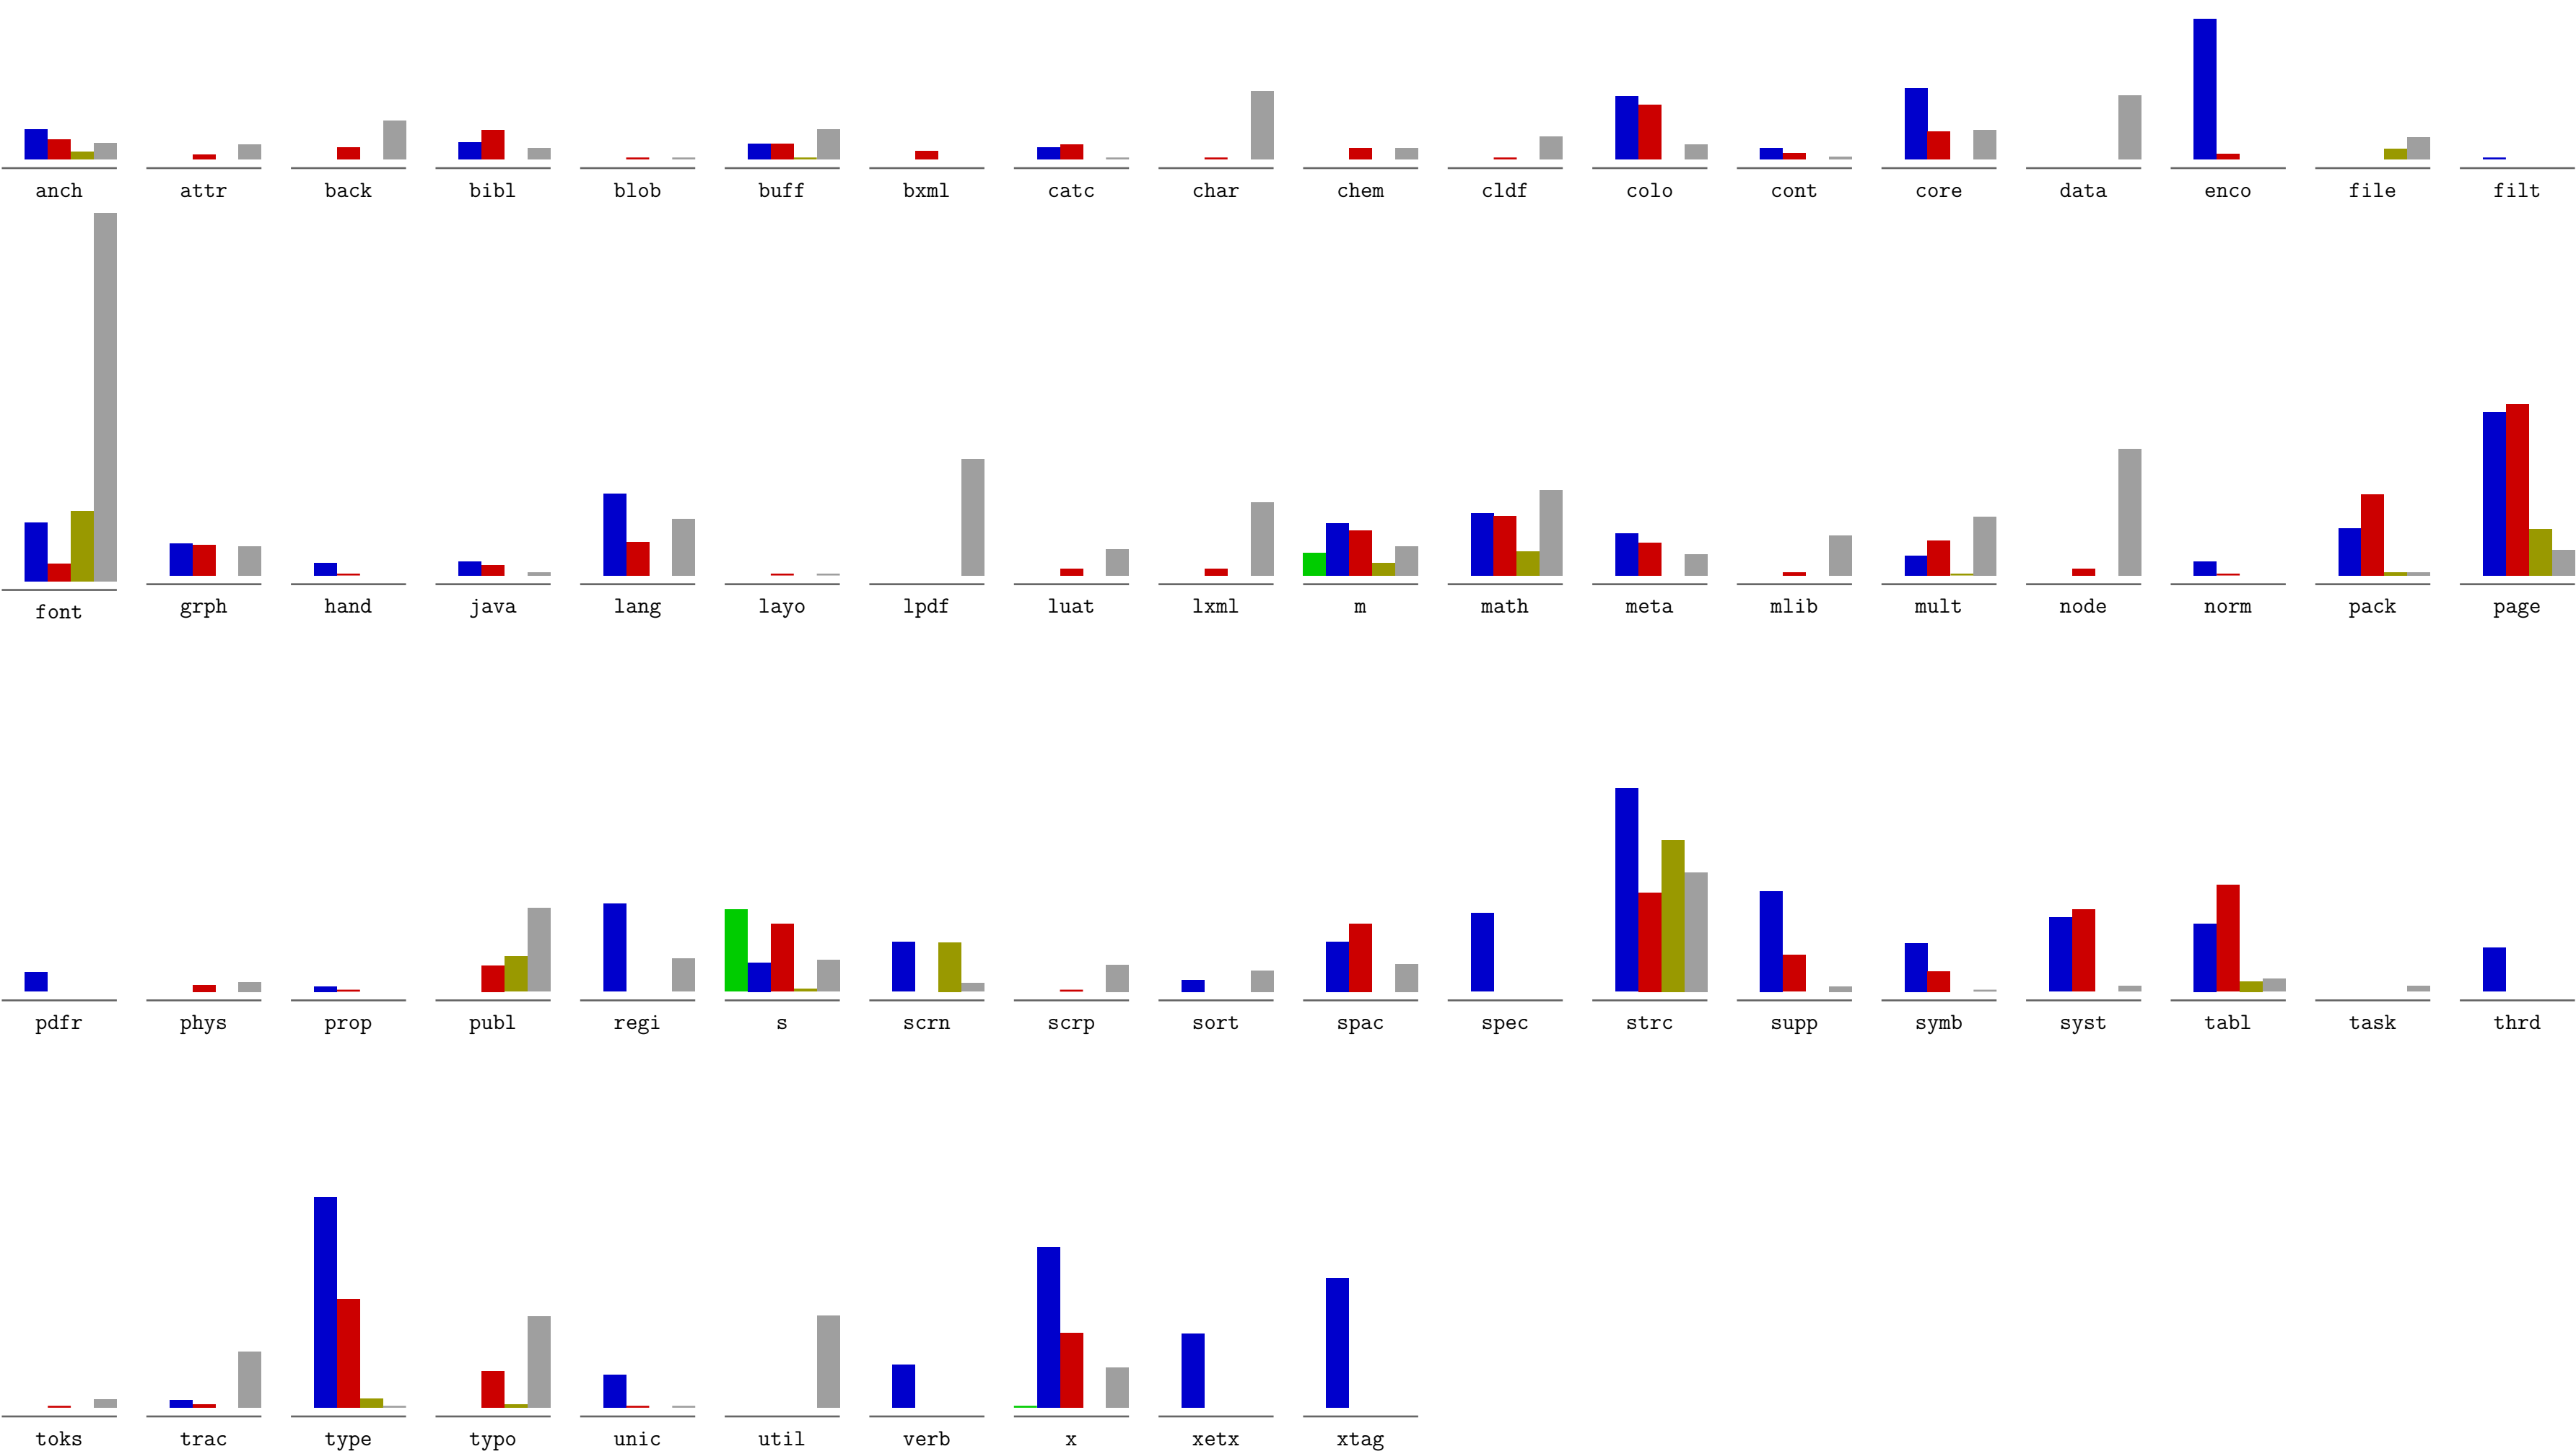 anch attr back bibl blob buff bxml catc char chem cldf colo cont core data enco file filt
font grph hand java lang layo lpdf luat lxml m math meta mlib mult node norm pack page
pdfr phys prop publ regi s scrn scrp sort spac spec strc supp symb syst tabl task thrd
toks trac type typo unic util verb x xetx xtag